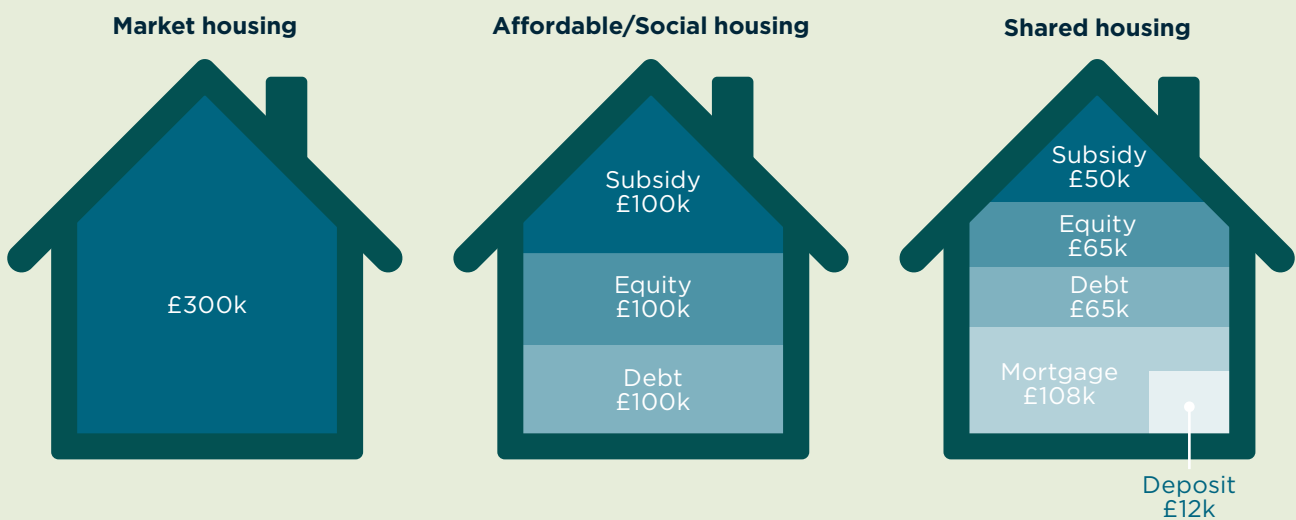 Market housing
£300k
Affordable/Social housing
Subsidy
£100k
Equity
£100k
Debt
£100k
Shared housing
Subsidy
£50k
Equity
£65k
Debt
£65k
Mortgage
£108k
Deposit
£12k